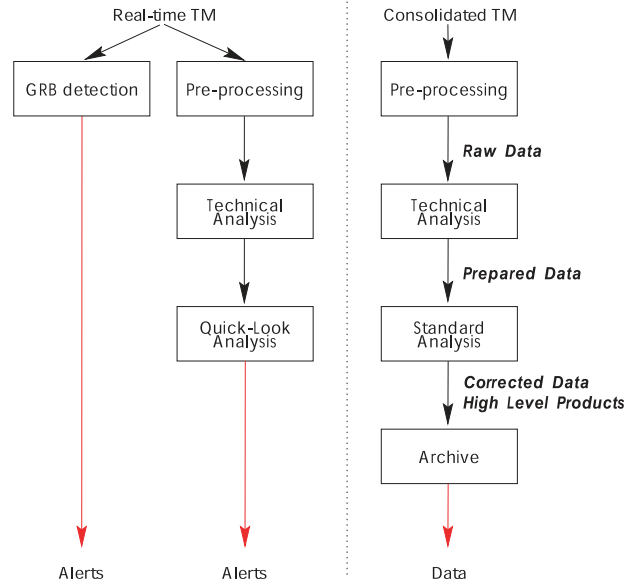 Real-time TM
Consolidated TM
GRB detection
Pre-processing
Pre-processing
Raw Data
Technical
Analysis
Technical
Analysis
Prepared Data
Quick-Look
Analysis
Standard
Analysis
Corrected Data
High Level Products
Archive
Alerts
Alerts
Data